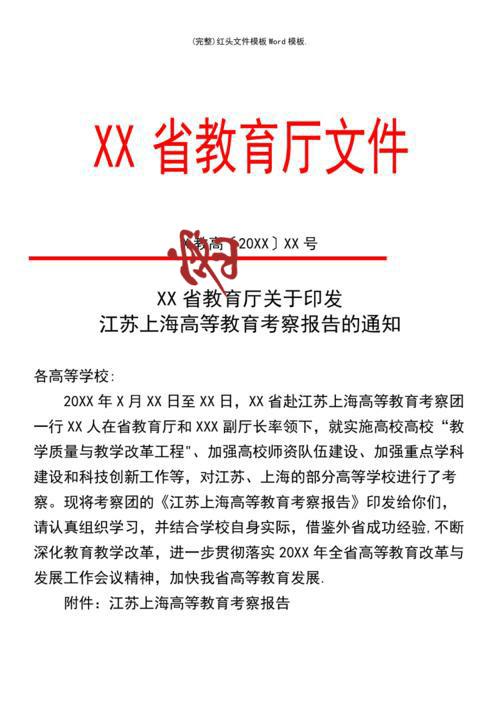 (完整)红头文件模板Word模板.
XX 省教育厅文件
教高〔20XX〕XX 号
XX 省教育厅关于印发
江苏上海高等教育考察报告的通知
各高等学校:
20XX 年 X 月 XX 日至 XX 日，XX 省赴江苏上海高等教育考察团
一行 XX 人在省教育厅和 XXX 副厅长率领下，就实施高校高校“教
学质量与教学改革工程"、加强高校师资队伍建设、加强重点学科
建设和科技创新工作等，对江苏、上海的部分高等学校进行了考
察。现将考察团的《江苏上海高等教育考察报告》印发给你们，
请认真组织学习，并结合学校自身实际，借鉴外省成功经验,不断
深化教育教学改革，进一步贯彻落实 20XX 年全省高等教育改革与
发展工作会议精神，加快我省高等教育发展.
附件：江苏上海高等教育考察报告